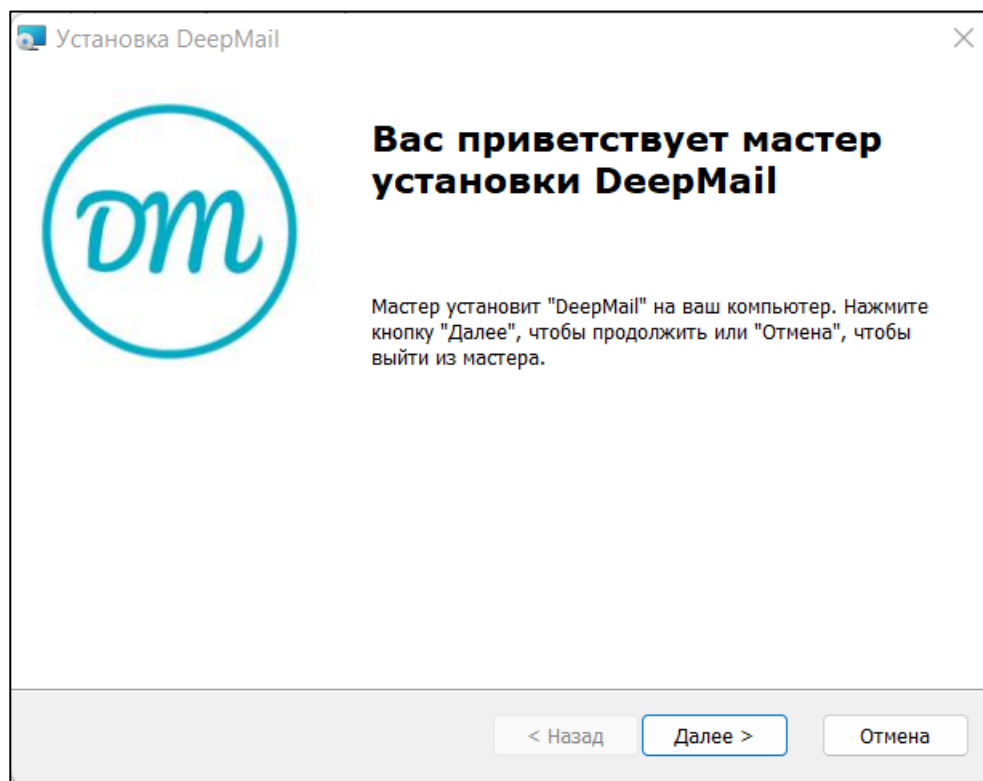 Установка DeepMail
DM
Вас приветствует мастер
установки DeepMail
Мастер установит "DeepMail" на ваш компьютер. Нажмите
кнопку "Далее", чтобы продолжить или "Отмена", чтобы
выйти из мастера.
< Назад
Далее >
Отмена